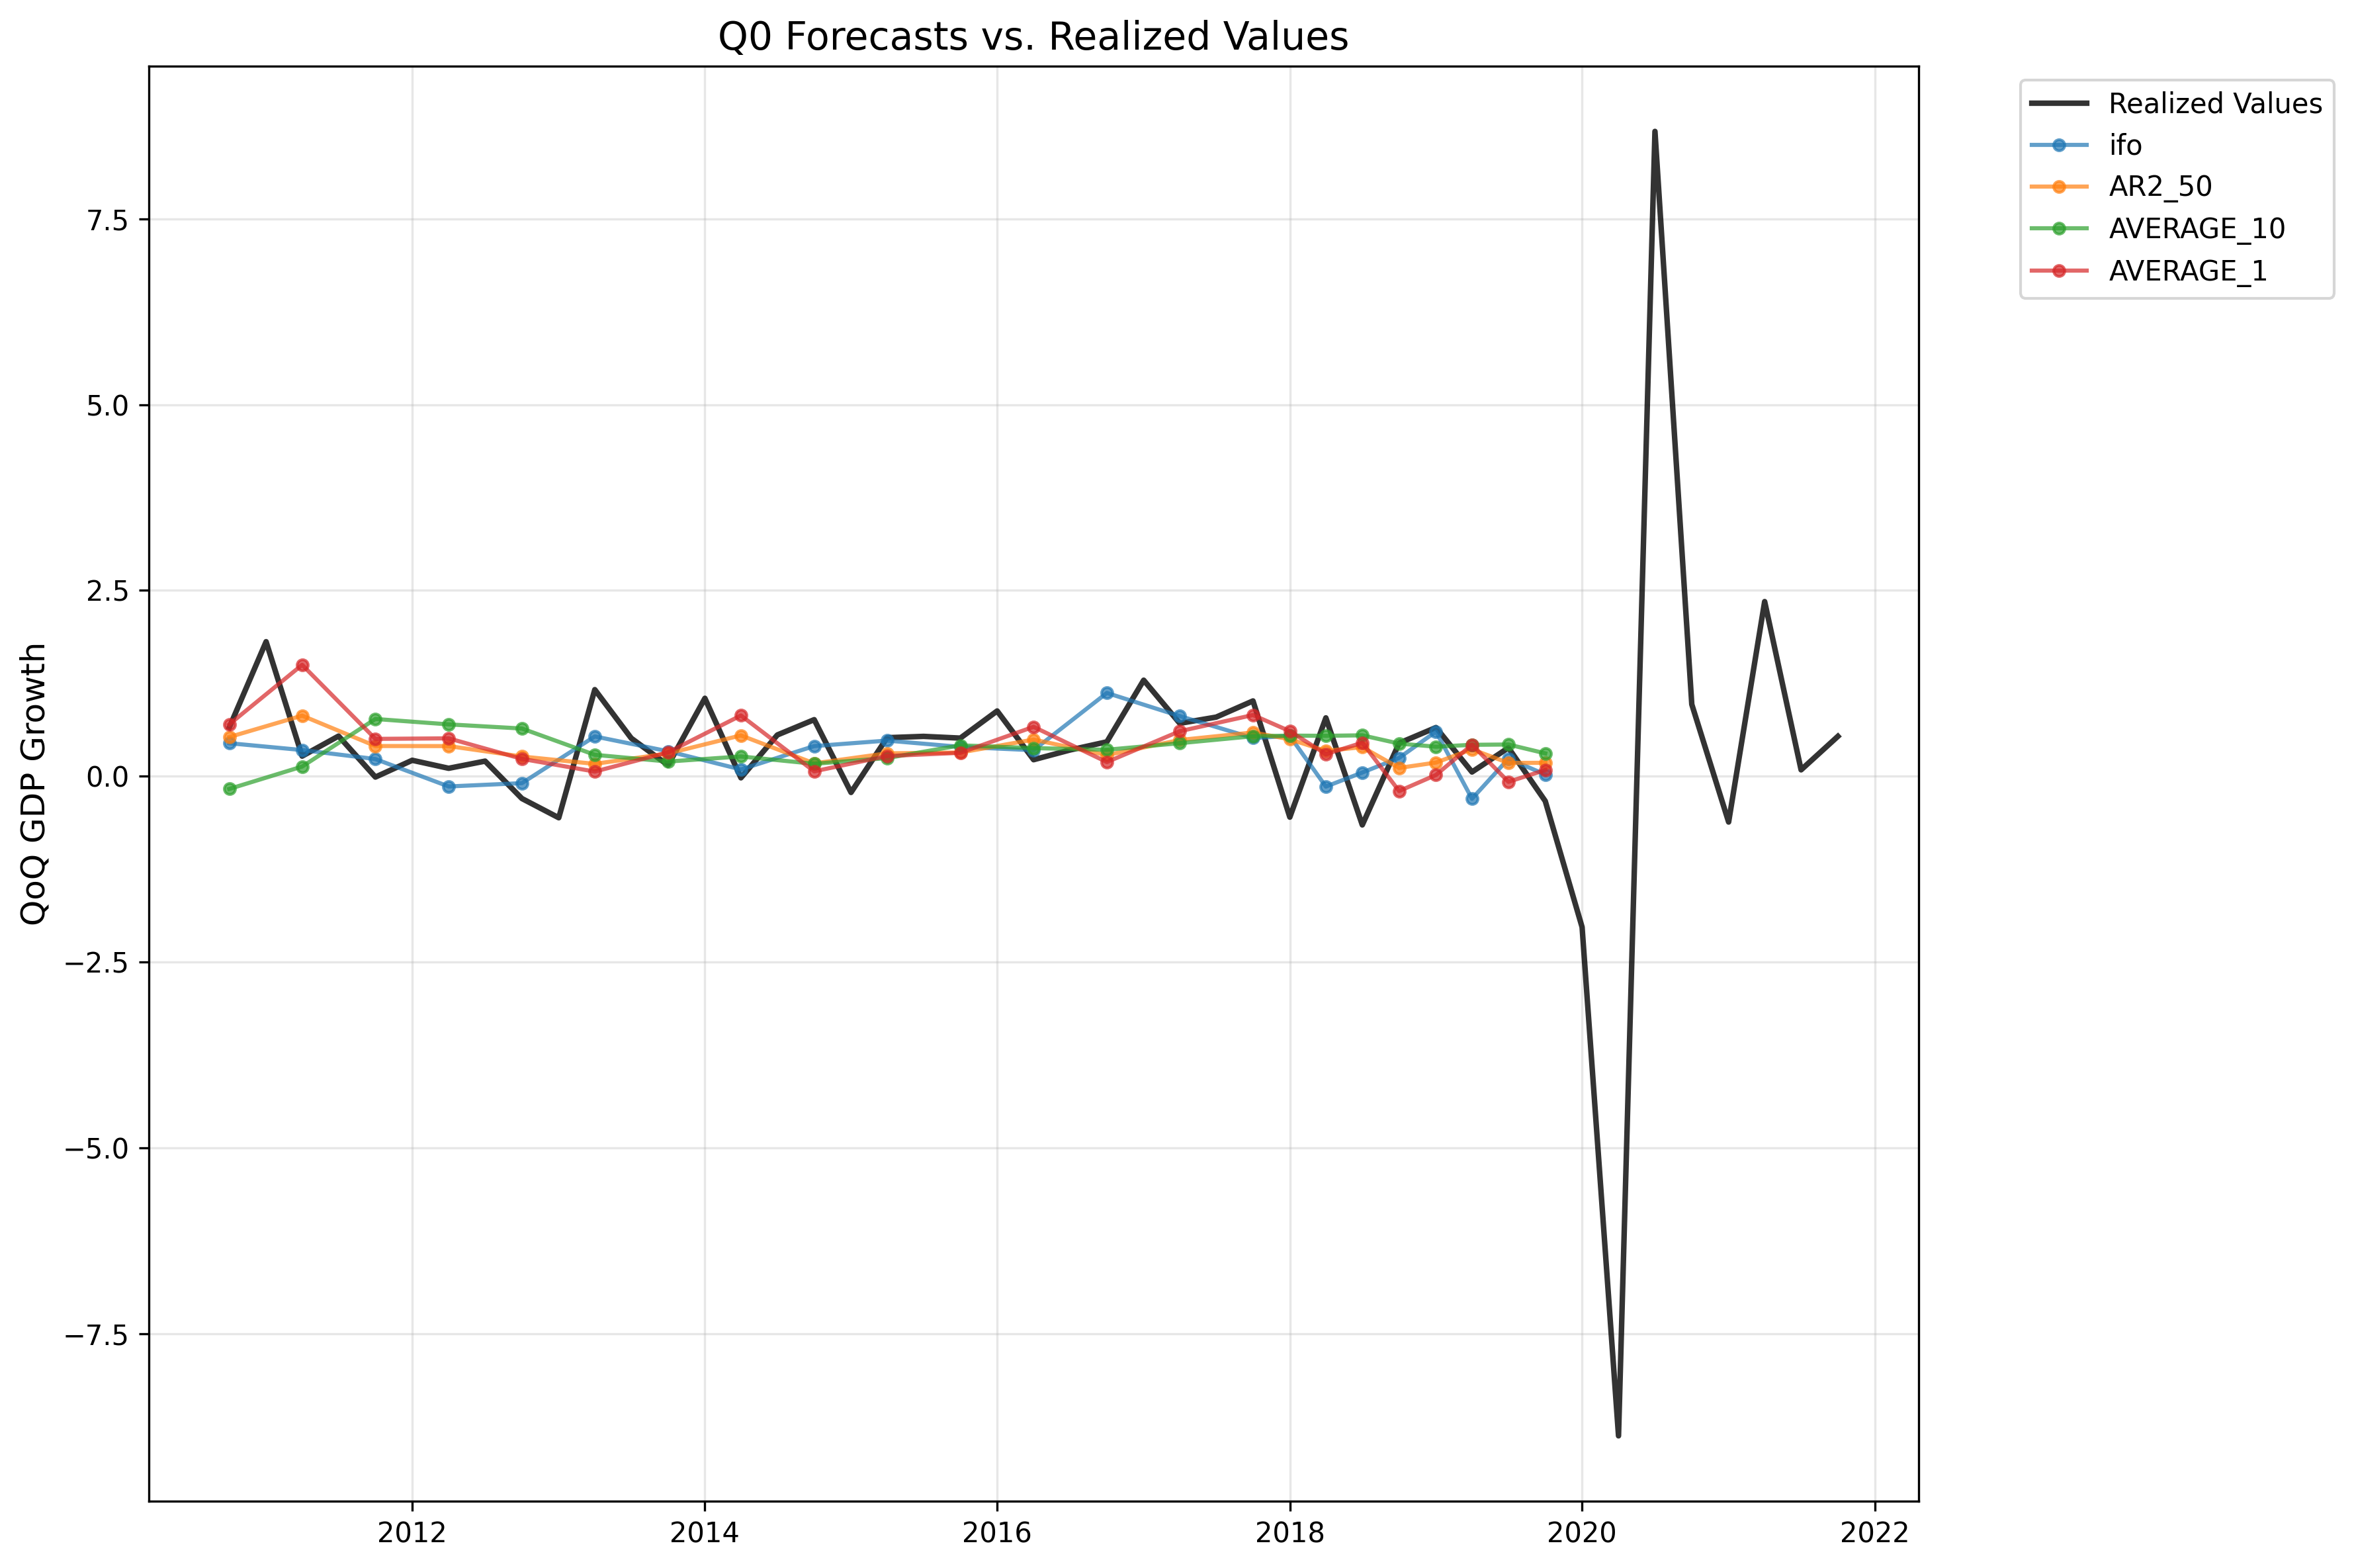 Q0 Forecasts vs. Realized Values
QoQ GDP Growth
7.5
5.0
2.5
0.0
−2.5
−5.0
−7.5
2012
2014
2016
2018
2020
2022
Realized Values
ifo
AR2_50
AVERAGE_10
AVERAGE_1